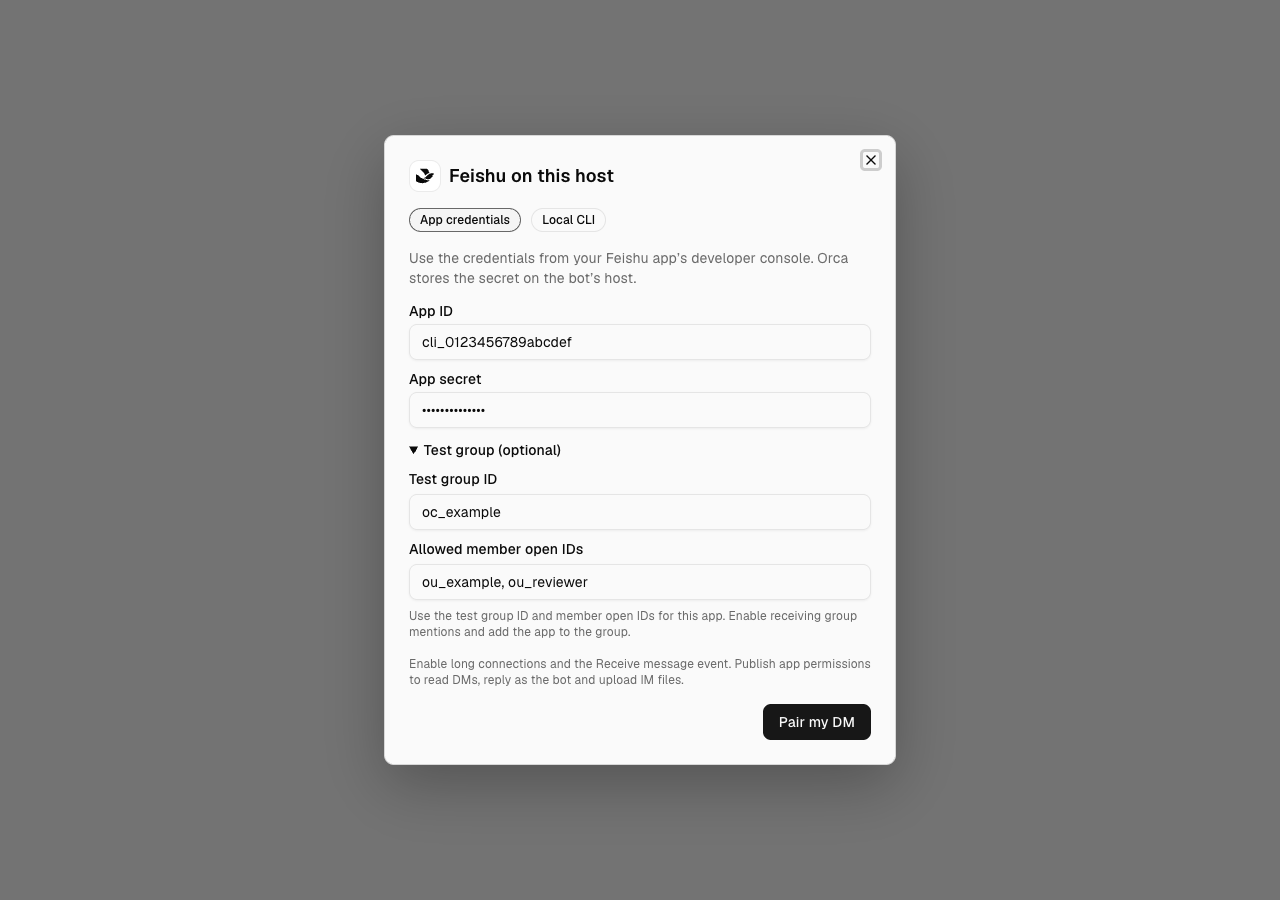 Feishu on this host
App credentials
Local CLI
Use the credentials from your Feishu app's developer console. Orca
stores the secret on the bot's host.
App ID
cli_0123456789abcdef
App secret
••••••••••••••
▼ Test group (optional)
Test group ID
oc_example
Allowed member open IDs
ou_example, ou_reviewer
Use the test group ID and member open IDs for this app. Enable receiving group
mentions and add the app to the group.
Enable long connections and the Receive message event. Publish app permissions
to read DMs, reply as the bot and upload IM files.
Pair my DM